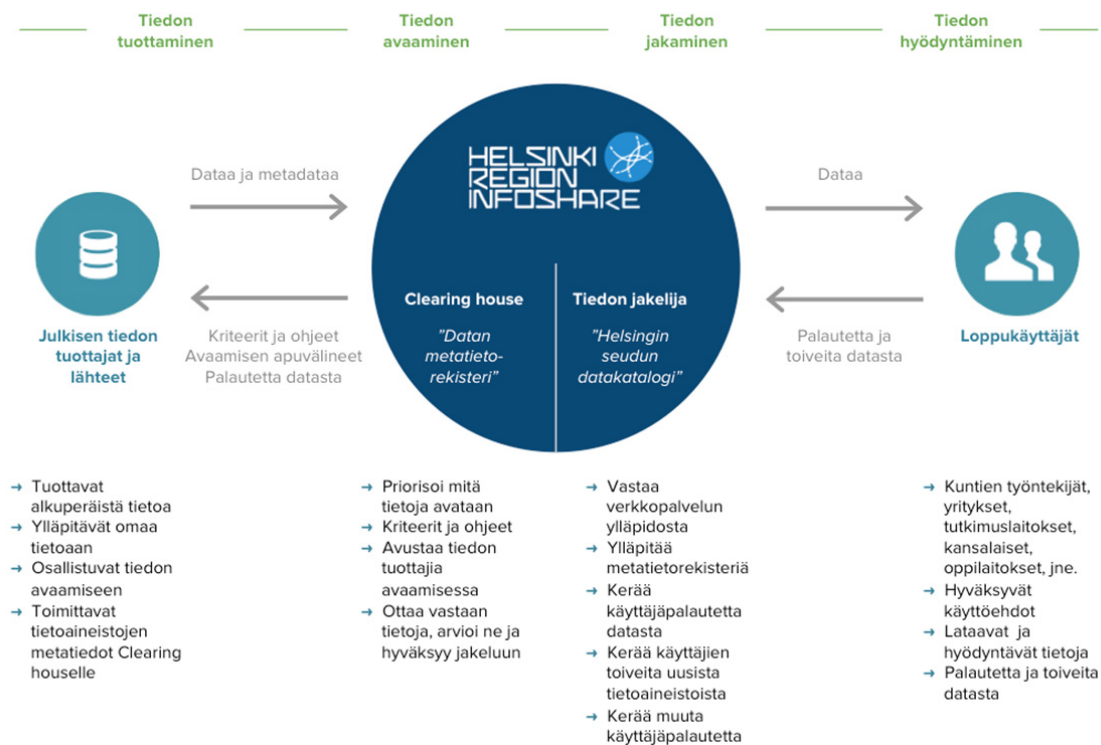 Tiedon
tuottaminen
Tiedon
avaaminen
Tiedon
jakaminen
Tiedon
hyödyntäminen
HELSINKI
REGION
INFOSHARE
Dataa ja metadataa
Dataa
Julkisen tiedon
tuottajat ja
lähteet
Kriteerit ja ohjeet
Avaamisen apuvälineet
Palautetta datasta
Clearing house
"Datan
metatieto-
rekisteri"
Tiedon jakelija
"Helsingin
seudun
datakatalogi"
Palautetta ja
toiveita datasta
Loppukäyttäjät
→ Tuottavat
alkuperäistä tietoa
→ Ylläpitävät omaa
tietoaan
→ Osallistuvat tiedon
avaamiseen
→ Toimittavat
tietoaineistojen
metatiedot Clearing
houselle
→ Priorisoi mitä
tietoja avataan
→ Kriteerit ja ohjeet
→ Avustaa tiedon
tuottajia
avaamisessa
→ Ottaa vastaan
tietoja, arvioi ne ja
hyväksyy jakeluun
→ Vastaa
verkkopalvelun
ylläpidosta
→ Ylläpitää
metatietorekisteriä
→ Kerää
käyttäjäpalautetta
datasta
→ Kerää käyttäjien
toiveita uusista
tietoaineistoista
→ Kerää muuta
käyttäjäpalautetta
→ Kuntien työntekijät,
yritykset,
tutkimuslaitokset,
kansalaiset,
oppilaitokset, jne.
→ Hyväksyvät
käyttöehdot
→ Lataavat ja
hyödyntävät tietoja
→ Palautetta ja toiveita
datasta